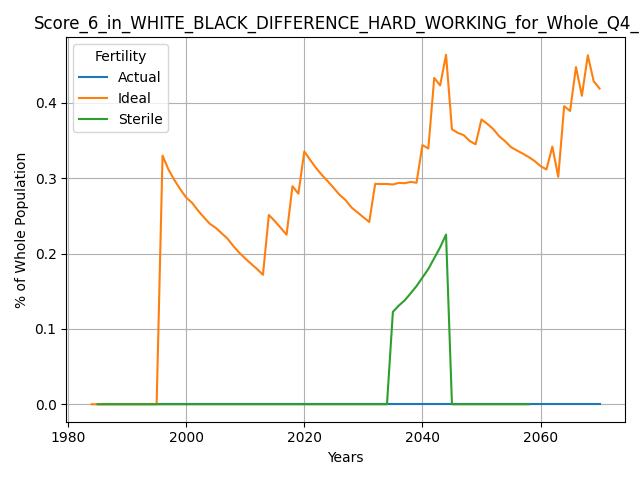 Score_6_in_WHITE_BLACK_DIFFERENCE_HARD_WORKING_for_Whole_Q4_
Fertility
Actual
Ideal
Sterile
% of Whole Population
0.4
0.3
0.2
0.1
0.0
1980 2000 2020 2040 2060
Years